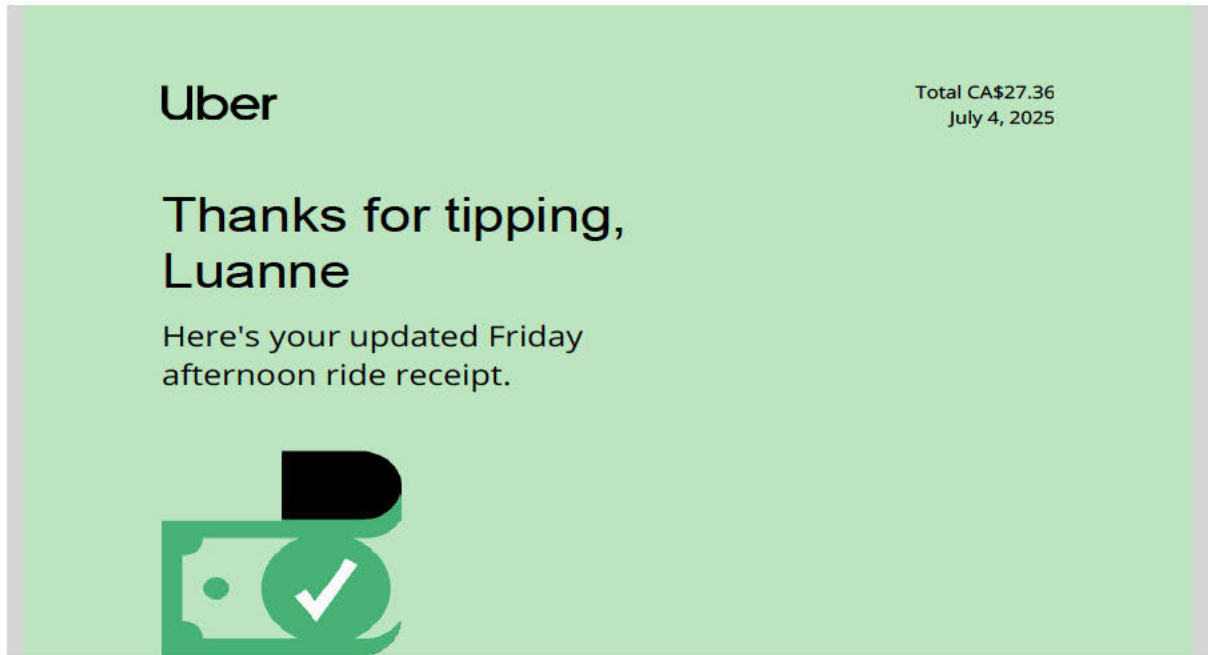 Uber
Total CA$27.36
July 4, 2025
Thanks for tipping,
Luanne
Here's your updated Friday
afternoon ride receipt.